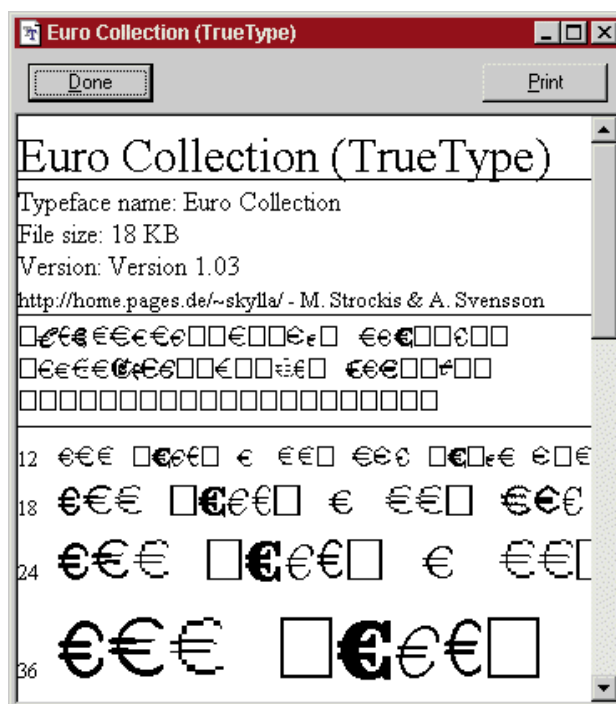 Euro Collection (TrueType)
Done
Print
Euro Collection (TrueType)
Typeface name: Euro Collection
File size: 18 KB
Version: Version 1.03
http://home.pages.de/~skylla/ - M. Strockis & A. Svensson
□€€€€€€€€□□€□□€€□ €€€□□€□□
□€€€€€€€€□□€□□€€□ €€€□□€□□
□□□□□□□□□□□□□□□□□□□□□
12 €€€ □€€€□ € €€□ €€€ □€□€€ €□€
18 €€€ □€€€□ € €€□ €€€
24 €€€ □€€€□ € €€□
36 €€€ □€€€□